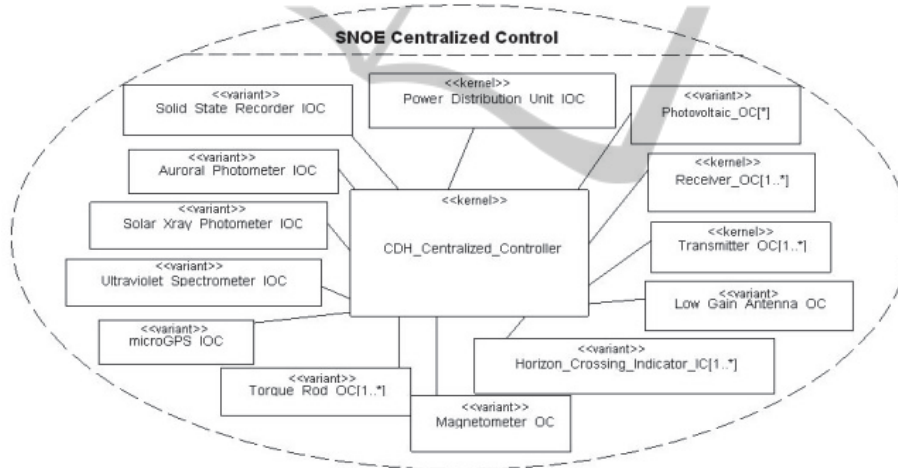 SNOE Centralized Control
<<variant>>
Solid State Recorder IOC
<<kernel>>
Power Distribution Unit IOC
<<variant>>
Photovoltaic_OC[*]
<<variant>>
Auroral Photometer IOC
<<kernel>>
Receiver_OC[1..*]
<<variant>>
Solar Xray Photometer IOC
<<kernel>>
CDH_Centralized_Controller
<<kernel>>
Transmitter OC[1..*]
<<variant>>
Ultraviolet Spectrometer IOC
<<variant>
Low Gain Antenna OC
<<variant>>
microGPS IOC
<<variant>>
Horizon_Crossing_Indicator_IC[1..*]
<<variant>>
Torque Rod OC[1..*]
<<variant>>
Magnetometer OC